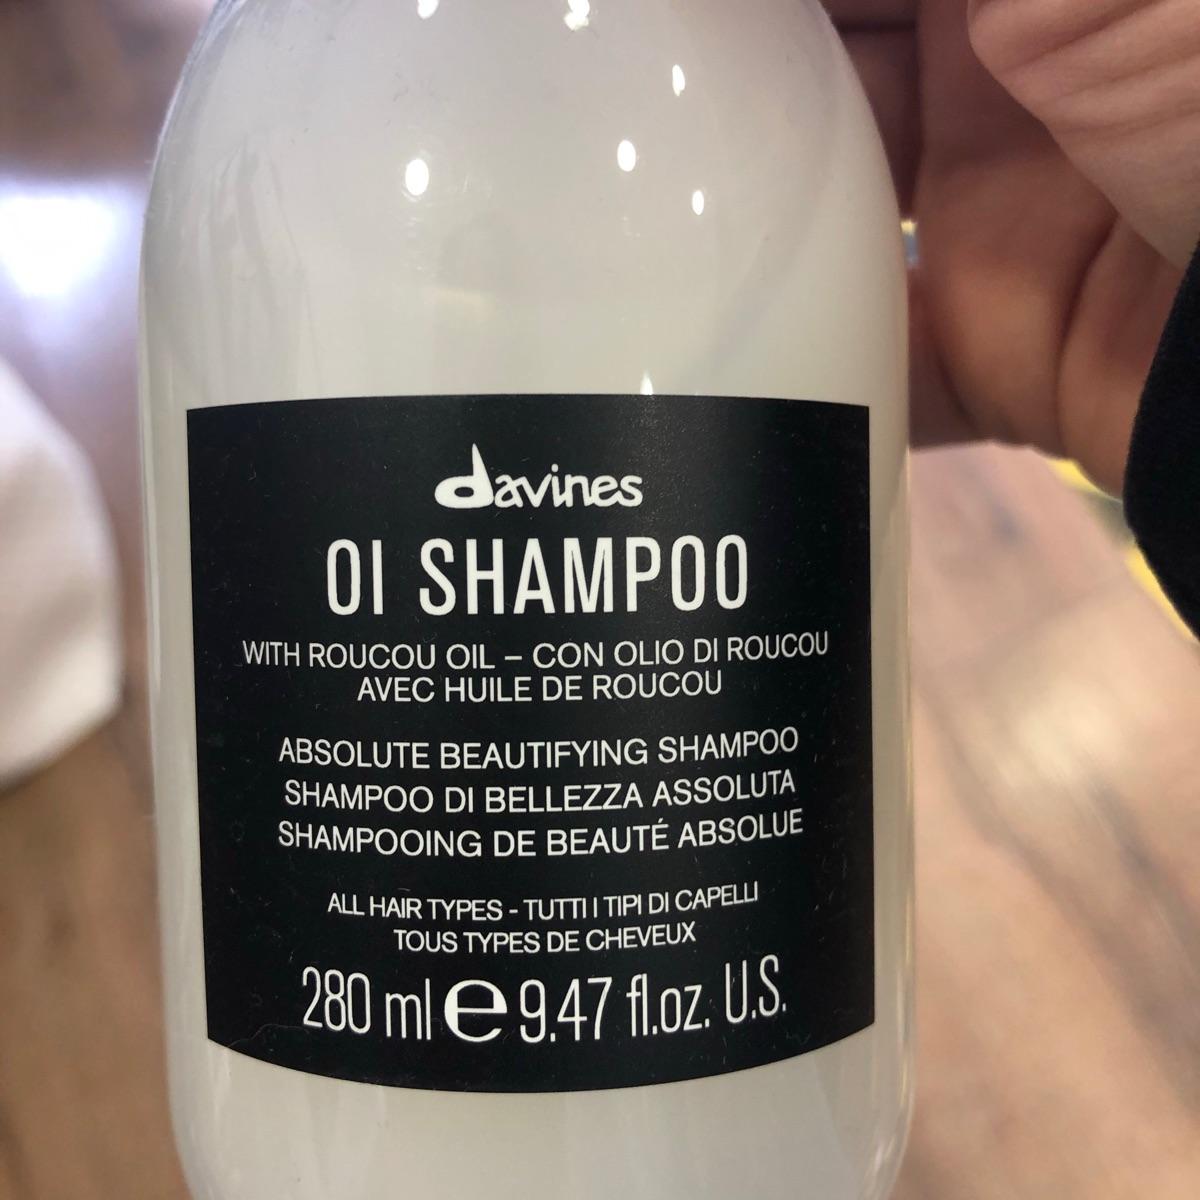 davines
OI SHAMPOO
WITH ROUCOU OIL – CON OLIO DI ROUCOU
AVEC HUILE DE ROUCOU
ABSOLUTE BEAUTIFYING SHAMPOO
SHAMPOO DI BELLEZZA ASSOLUTA
SHAMPOOING DE BEAUTÉ ABSOLUE
ALL HAIR TYPES - TUTTI I TIPI DI CAPELLI
TOUS TYPES DE CHEVEUX
280 ml e 9.47 fl.oz. U.S.